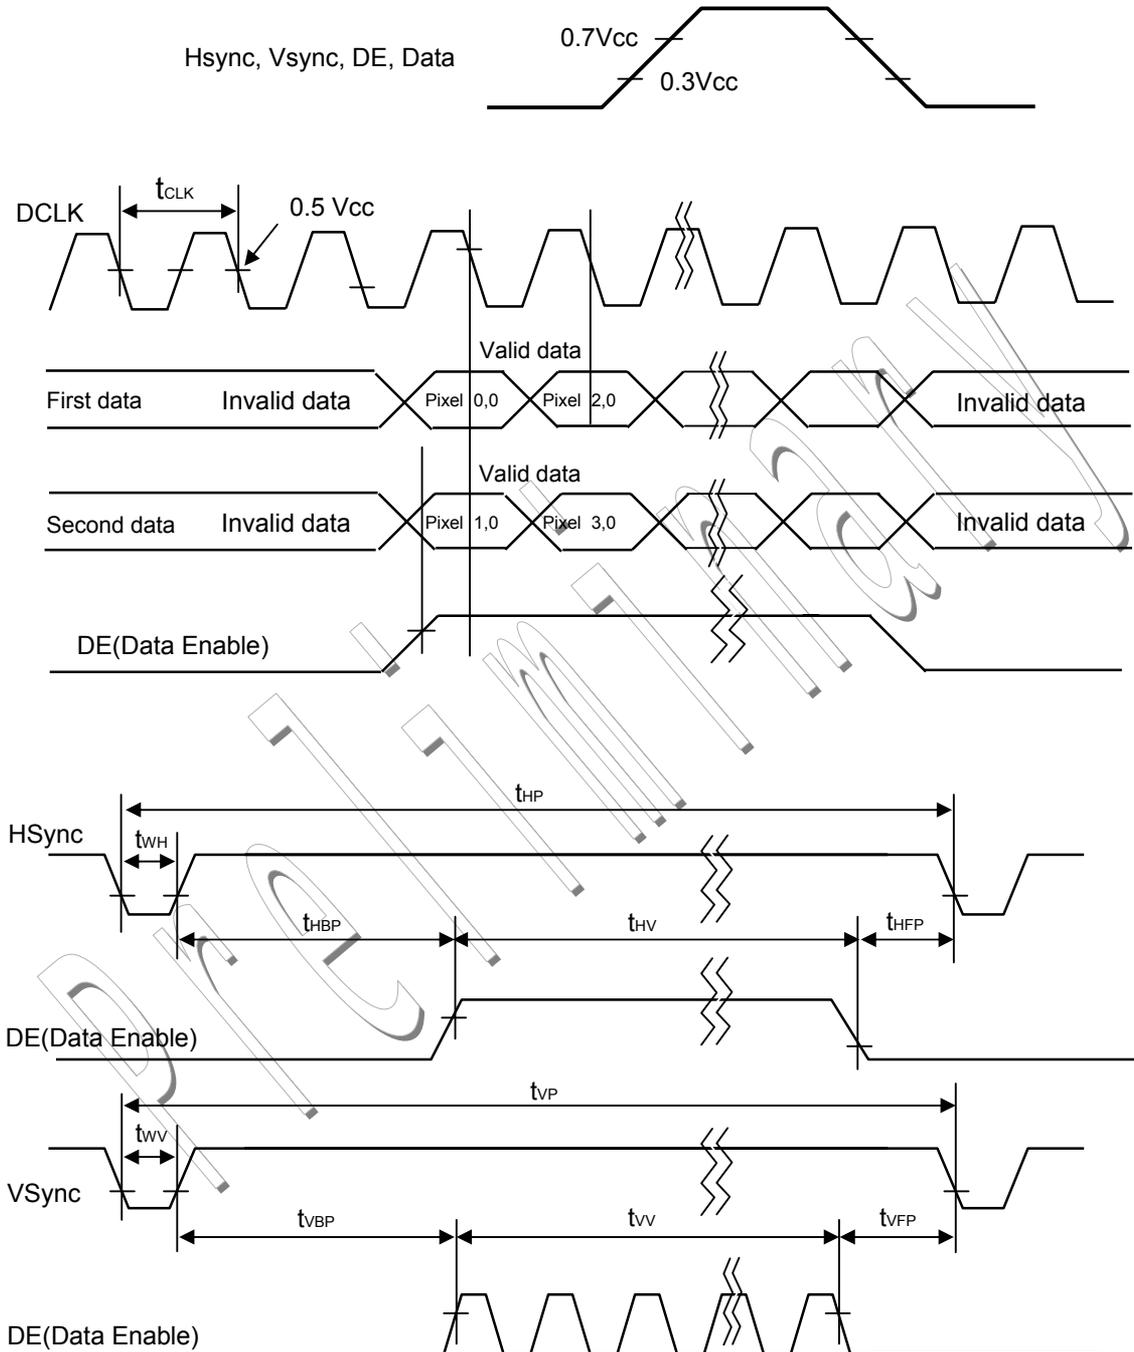 Hsync, Vsync, DE, Data
0.7Vcc
0.3Vcc
DCLK
tCLK
0.5 Vcc
Valid data
First data
Invalid data
Pixel 0,0
Pixel 2,0
Invalid data
Valid data
Second data
Invalid data
Pixel 1,0
Pixel 3,0
Invalid data
DE(Data Enable)
tHP
HSync
tWH
tHBP
tHV
tHFP
DE(Data Enable)
tVP
tWV
VSync
tVBP
tVV
tVFP
DE(Data Enable)
Preliminary